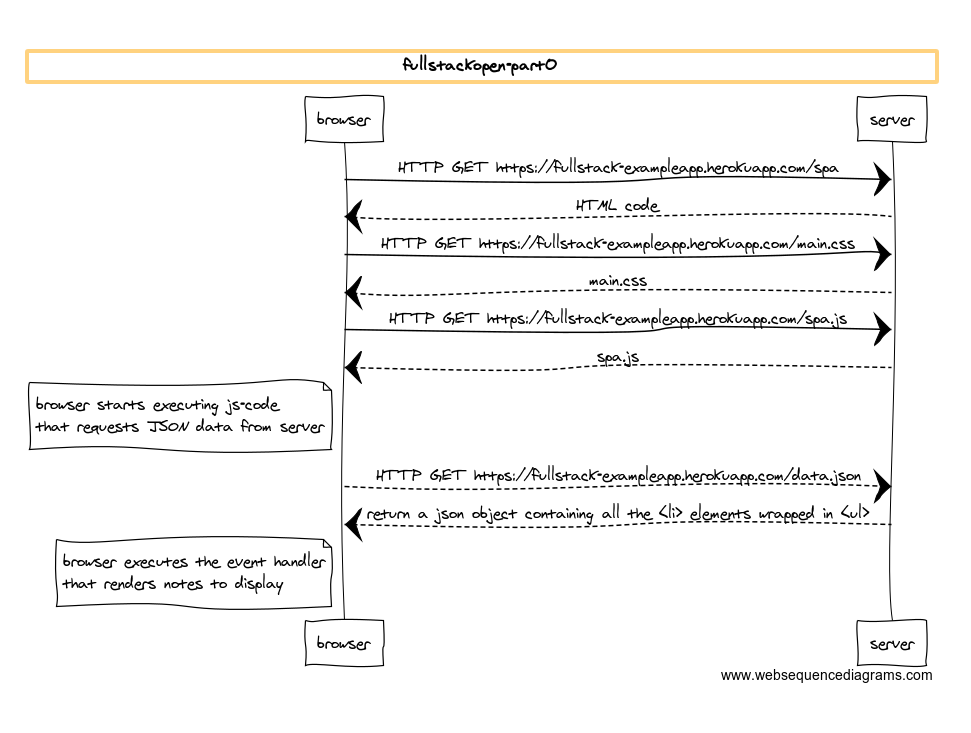 fullstackopen-part0
browser
server
HTTP GET https://fullstack-exampleapp.herokuapp.com/spa
HTML code
HTTP GET https://fullstack-exampleapp.herokuapp.com/main.css
main.css
HTTP GET https://fullstack-exampleapp.herokuapp.com/spa.js
spa.js
browser starts executing js-code
that requests JSON data from server
HTTP GET https://fullstack-exampleapp.herokuapp.com/data.json
return a json object containing all the <li> elements wrapped in <ul>
browser executes the event handler
that renders notes to display
browser
server
www.websequencediagrams.com